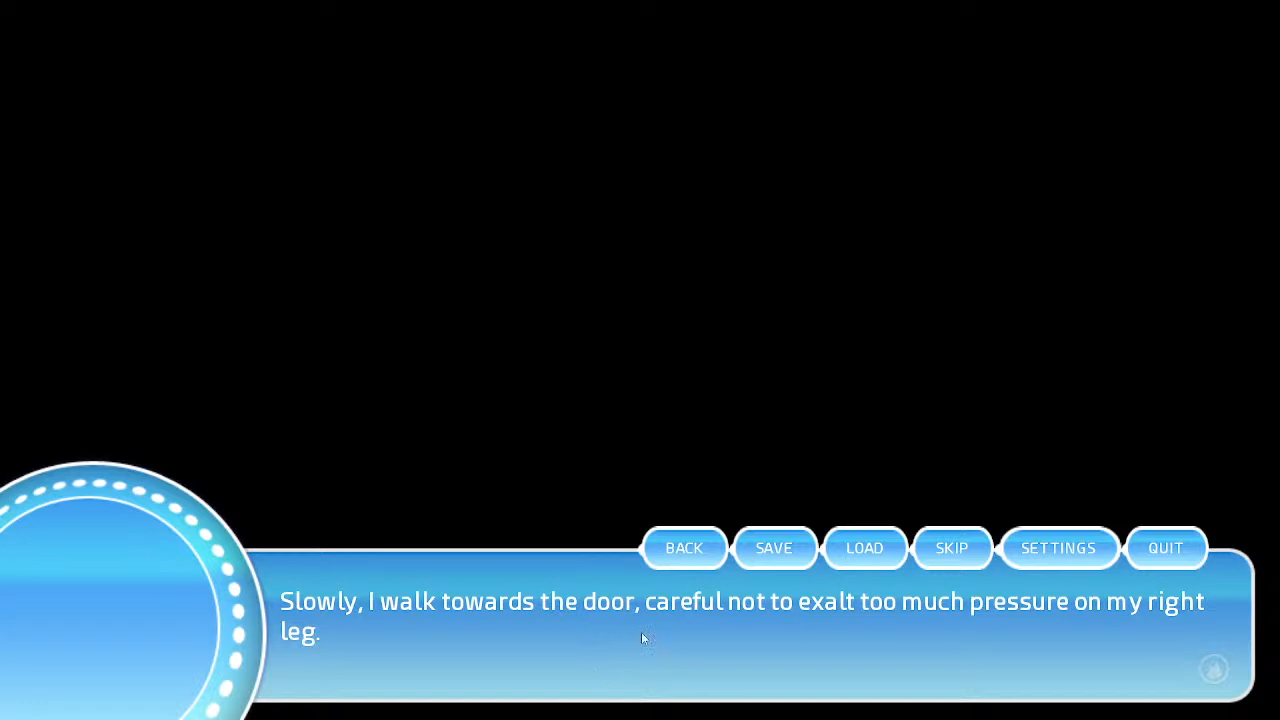 BACK SAVE LOAD SKIP SETTINGS QUIT
Slowly, I walk towards the door, careful not to exalt too much pressure on my right
leg.